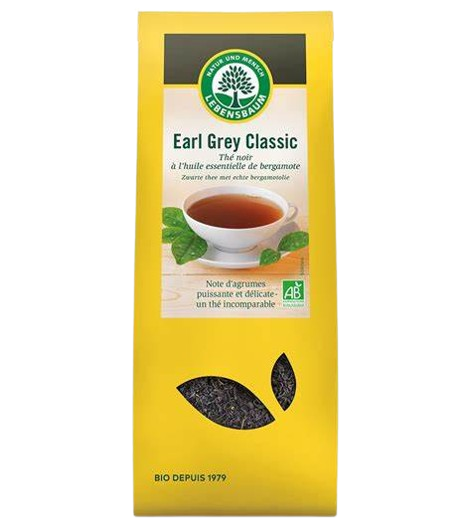 NATUR UND MENSCH
LEBENSBAUM
Earl Grey Classic
Thé noir
à l'huile essentielle de bergamote
Zwarte thee met echte bergamotolie
Note d'agrumes
puissante et délicate-
un thé incomparable
AB
BIO DEPUIS 1979